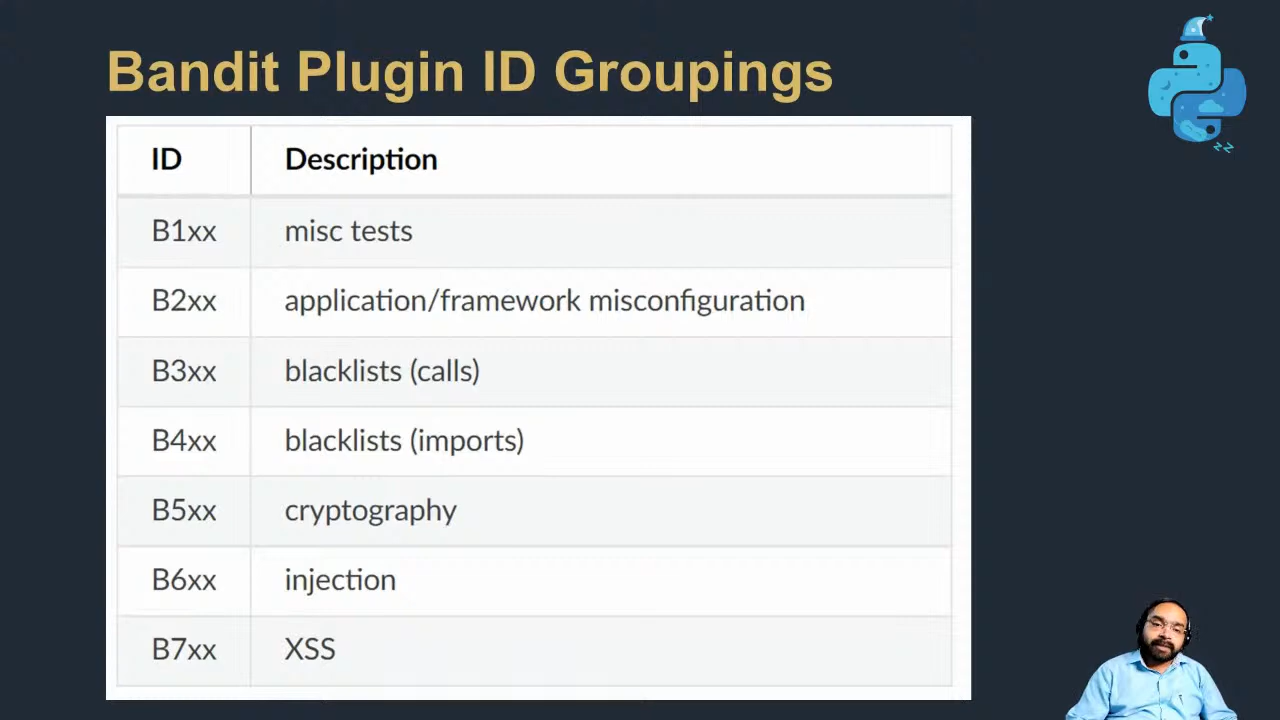 Bandit Plugin ID Groupings
ID Description
B1xx misc tests
B2xx application/framework misconfiguration
B3xx blacklists (calls)
B4xx blacklists (imports)
B5xx cryptography
B6xx injection
B7xx XSS
zz